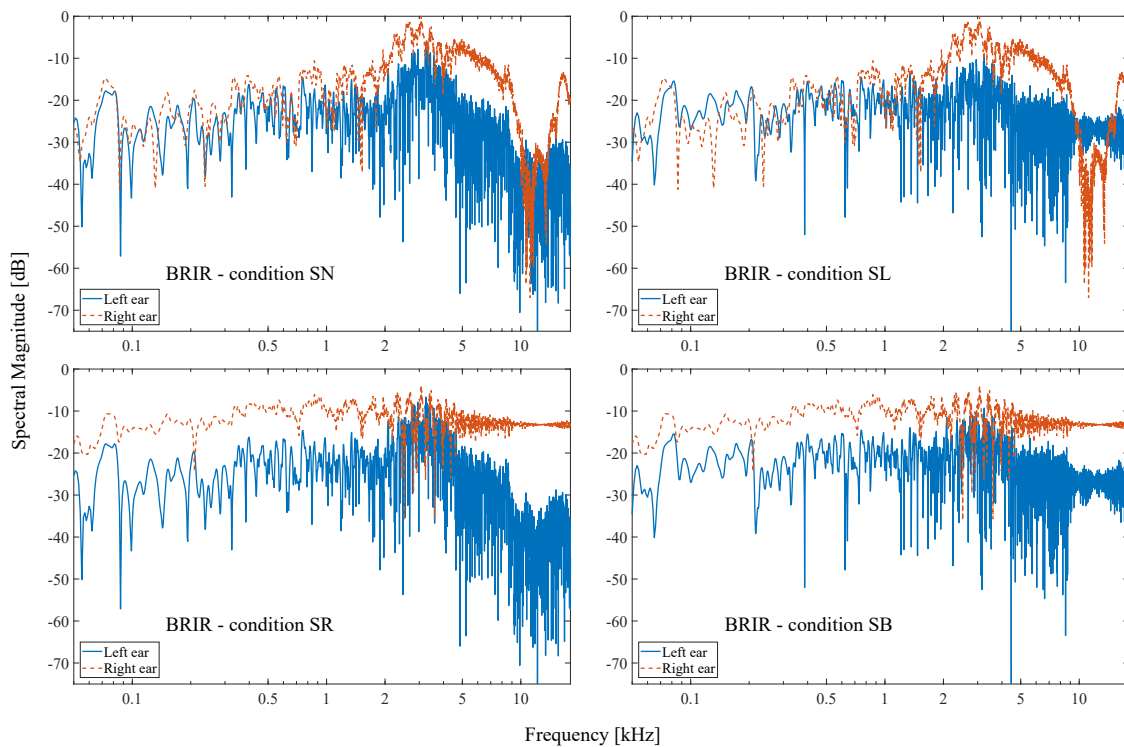 Spectral Magnitude [dB]
0
-10
-20
-30
-40
-50
-60
-70
BRIR - condition SN
Left ear
Right ear
0.1 0.5 1 2 5 10
0
-10
-20
-30
-40
-50
-60
-70
BRIR - condition SL
Left ear
Right ear
0.1 0.5 1 2 5 10
0
-10
-20
-30
-40
-50
-60
-70
BRIR - condition SR
Left ear
Right ear
0.1 0.5 1 2 5 10
0
-10
-20
-30
-40
-50
-60
-70
BRIR - condition SB
Left ear
Right ear
0.1 0.5 1 2 5 10
Frequency [kHz]